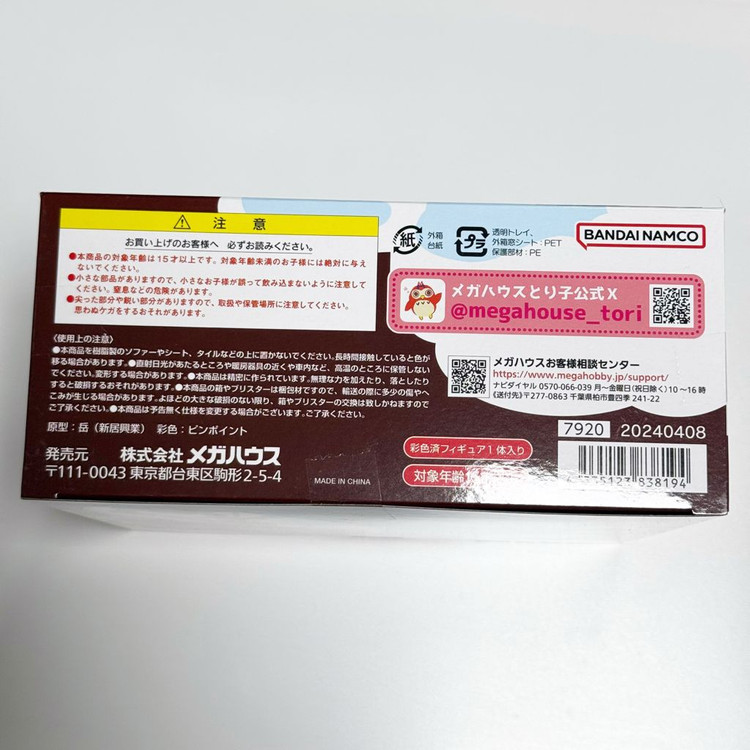 ⚠ 注意
お買い上げのお客様へ 必ずお読みください。
●本商品の対象年齢は15才以上です。対象年齢未満のお子様には絶対に与え
ないでください。
●小さな部品がありますので、小さなお子様が誤って飲み込まないように注意して
ください。窒息などの危険があります。
●尖った部分や鋭い部分がありますので、取扱や保管場所に注意してください。
思わぬケガをするおそれがあります。
〈使用上の注意〉
●本商品を樹脂製のソファーやシート、タイルなどの上に置かないでください。長時間接触していると色が
移る場合があります。●直射日光があたるところや暖房器具の近くや車内など、高温のところに保管しない
でください。変形する場合があります。●本商品は精密に作られています。無理な力を加えたり、落としたり
すると破損するおそれがあります。●本商品の箱やブリスターは梱包材ですので、輸送の際に多少の傷やへ
こみが生じる場合があります。よほどの大きな破損のない限り、箱やブリスターの交換は致しかねますので
ご了承ください。●本商品は予告無く仕様を変更する場合がございます。ご了承ください。
原型：岳（新居興業） 彩色：ピンポイント
発売元 株式会社 メガハウス
〒111-0043 東京都台東区駒形2-5-4
MADE IN CHINA
紙 外箱
台紙
プラ 透明トレイ、
外箱窓シート：PET
保護部材：PE
BANDAI NAMCO
メガハウスとり子公式X
@megahouse_tori
メガハウスお客様相談センター
https://www.megahobby.jp/support/
ナビダイヤル 0570-066-039 月〜金曜日(祝日除く)10〜16時
〈送付先〉〒277-0863 千葉県柏市豊四季 241-22
7920 20240408
彩色済フィギュア1体入り
対象年齢
838194